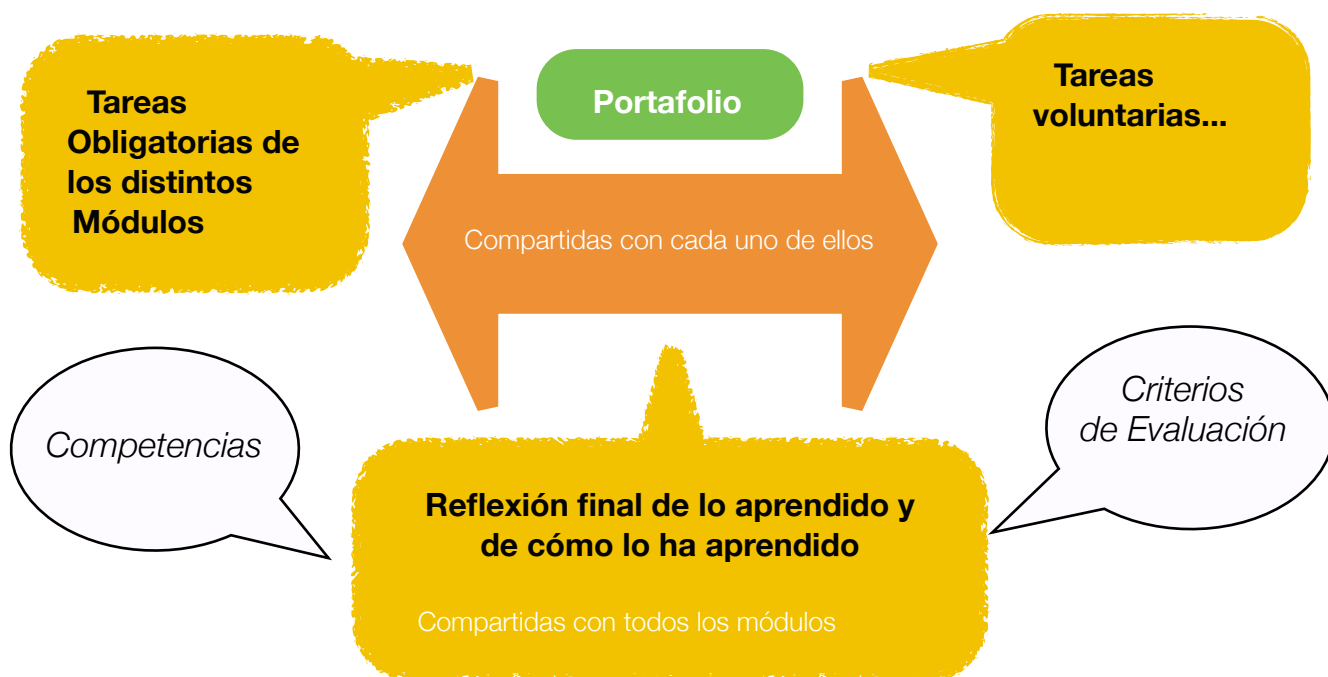 Tareas
Obligatorias de
los distintos
Módulos
Portafolio
Tareas
voluntarias...
Compartidas con cada uno de ellos
Competencias
Criterios
de Evaluación
Reflexión final de lo aprendido y
de cómo lo ha aprendido
Compartidas con todos los módulos